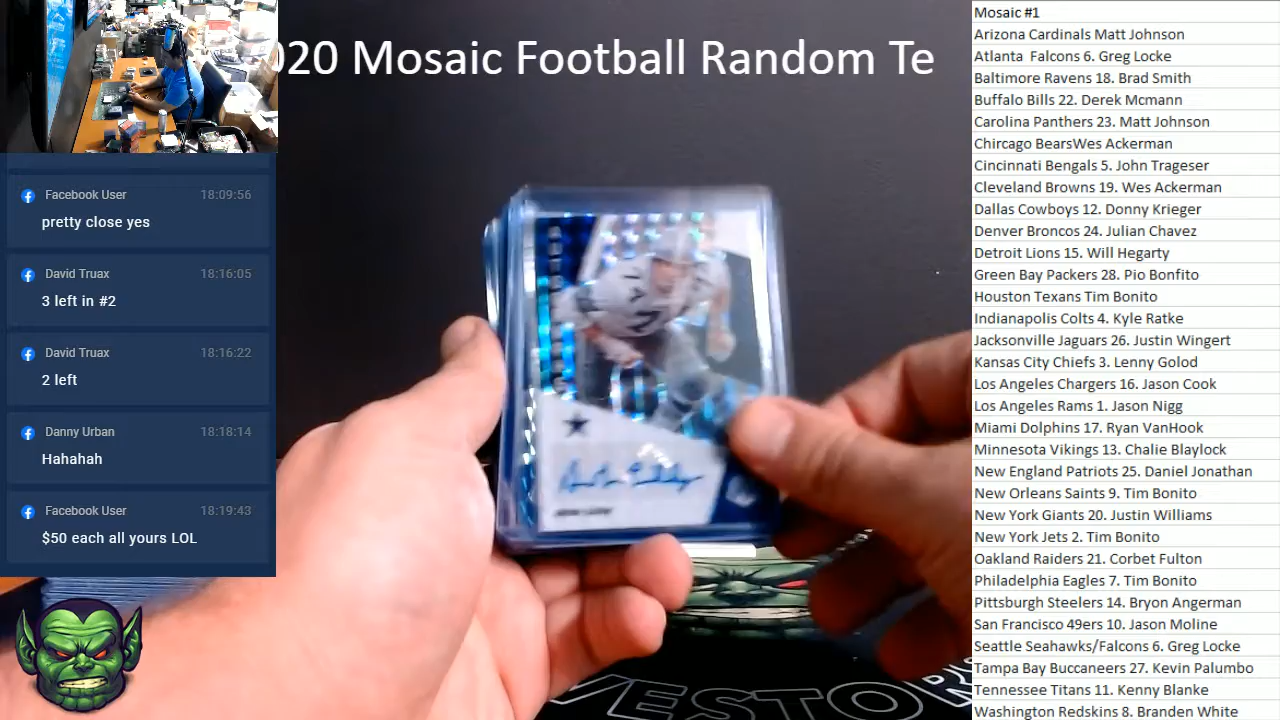 020 Mosaic Football Random Te
Facebook User 18:09:56
pretty close yes
David Truax 18:16:05
3 left in #2
David Truax 18:16:22
2 left
Danny Urban 18:18:14
Hahahah
Facebook User 18:19:43
$50 each all yours LOL
VESTO
Mosaic #1
Arizona Cardinals Matt Johnson
Atlanta  Falcons 6. Greg Locke
Baltimore Ravens 18. Brad Smith
Buffalo Bills 22. Derek Mcmann
Carolina Panthers 23. Matt Johnson
Chircago BearsWes Ackerman
Cincinnati Bengals 5. John Trageser
Cleveland Browns 19. Wes Ackerman
Dallas Cowboys 12. Donny Krieger
Denver Broncos 24. Julian Chavez
Detroit Lions 15. Will Hegarty
Green Bay Packers 28. Pio Bonfito
Houston Texans Tim Bonito
Indianapolis Colts 4. Kyle Ratke
Jacksonville Jaguars 26. Justin Wingert
Kansas City Chiefs 3. Lenny Golod
Los Angeles Chargers 16. Jason Cook
Los Angeles Rams 1. Jason Nigg
Miami Dolphins 17. Ryan VanHook
Minnesota Vikings 13. Chalie Blaylock
New England Patriots 25. Daniel Jonathan
New Orleans Saints 9. Tim Bonito
New York Giants 20. Justin Williams
New York Jets 2. Tim Bonito
Oakland Raiders 21. Corbet Fulton
Philadelphia Eagles 7. Tim Bonito
Pittsburgh Steelers 14. Bryon Angerman
San Francisco 49ers 10. Jason Moline
Seattle Seahawks/Falcons 6. Greg Locke
Tampa Bay Buccaneers 27. Kevin Palumbo
Tennessee Titans 11. Kenny Blanke
Washington Redskins 8. Branden White